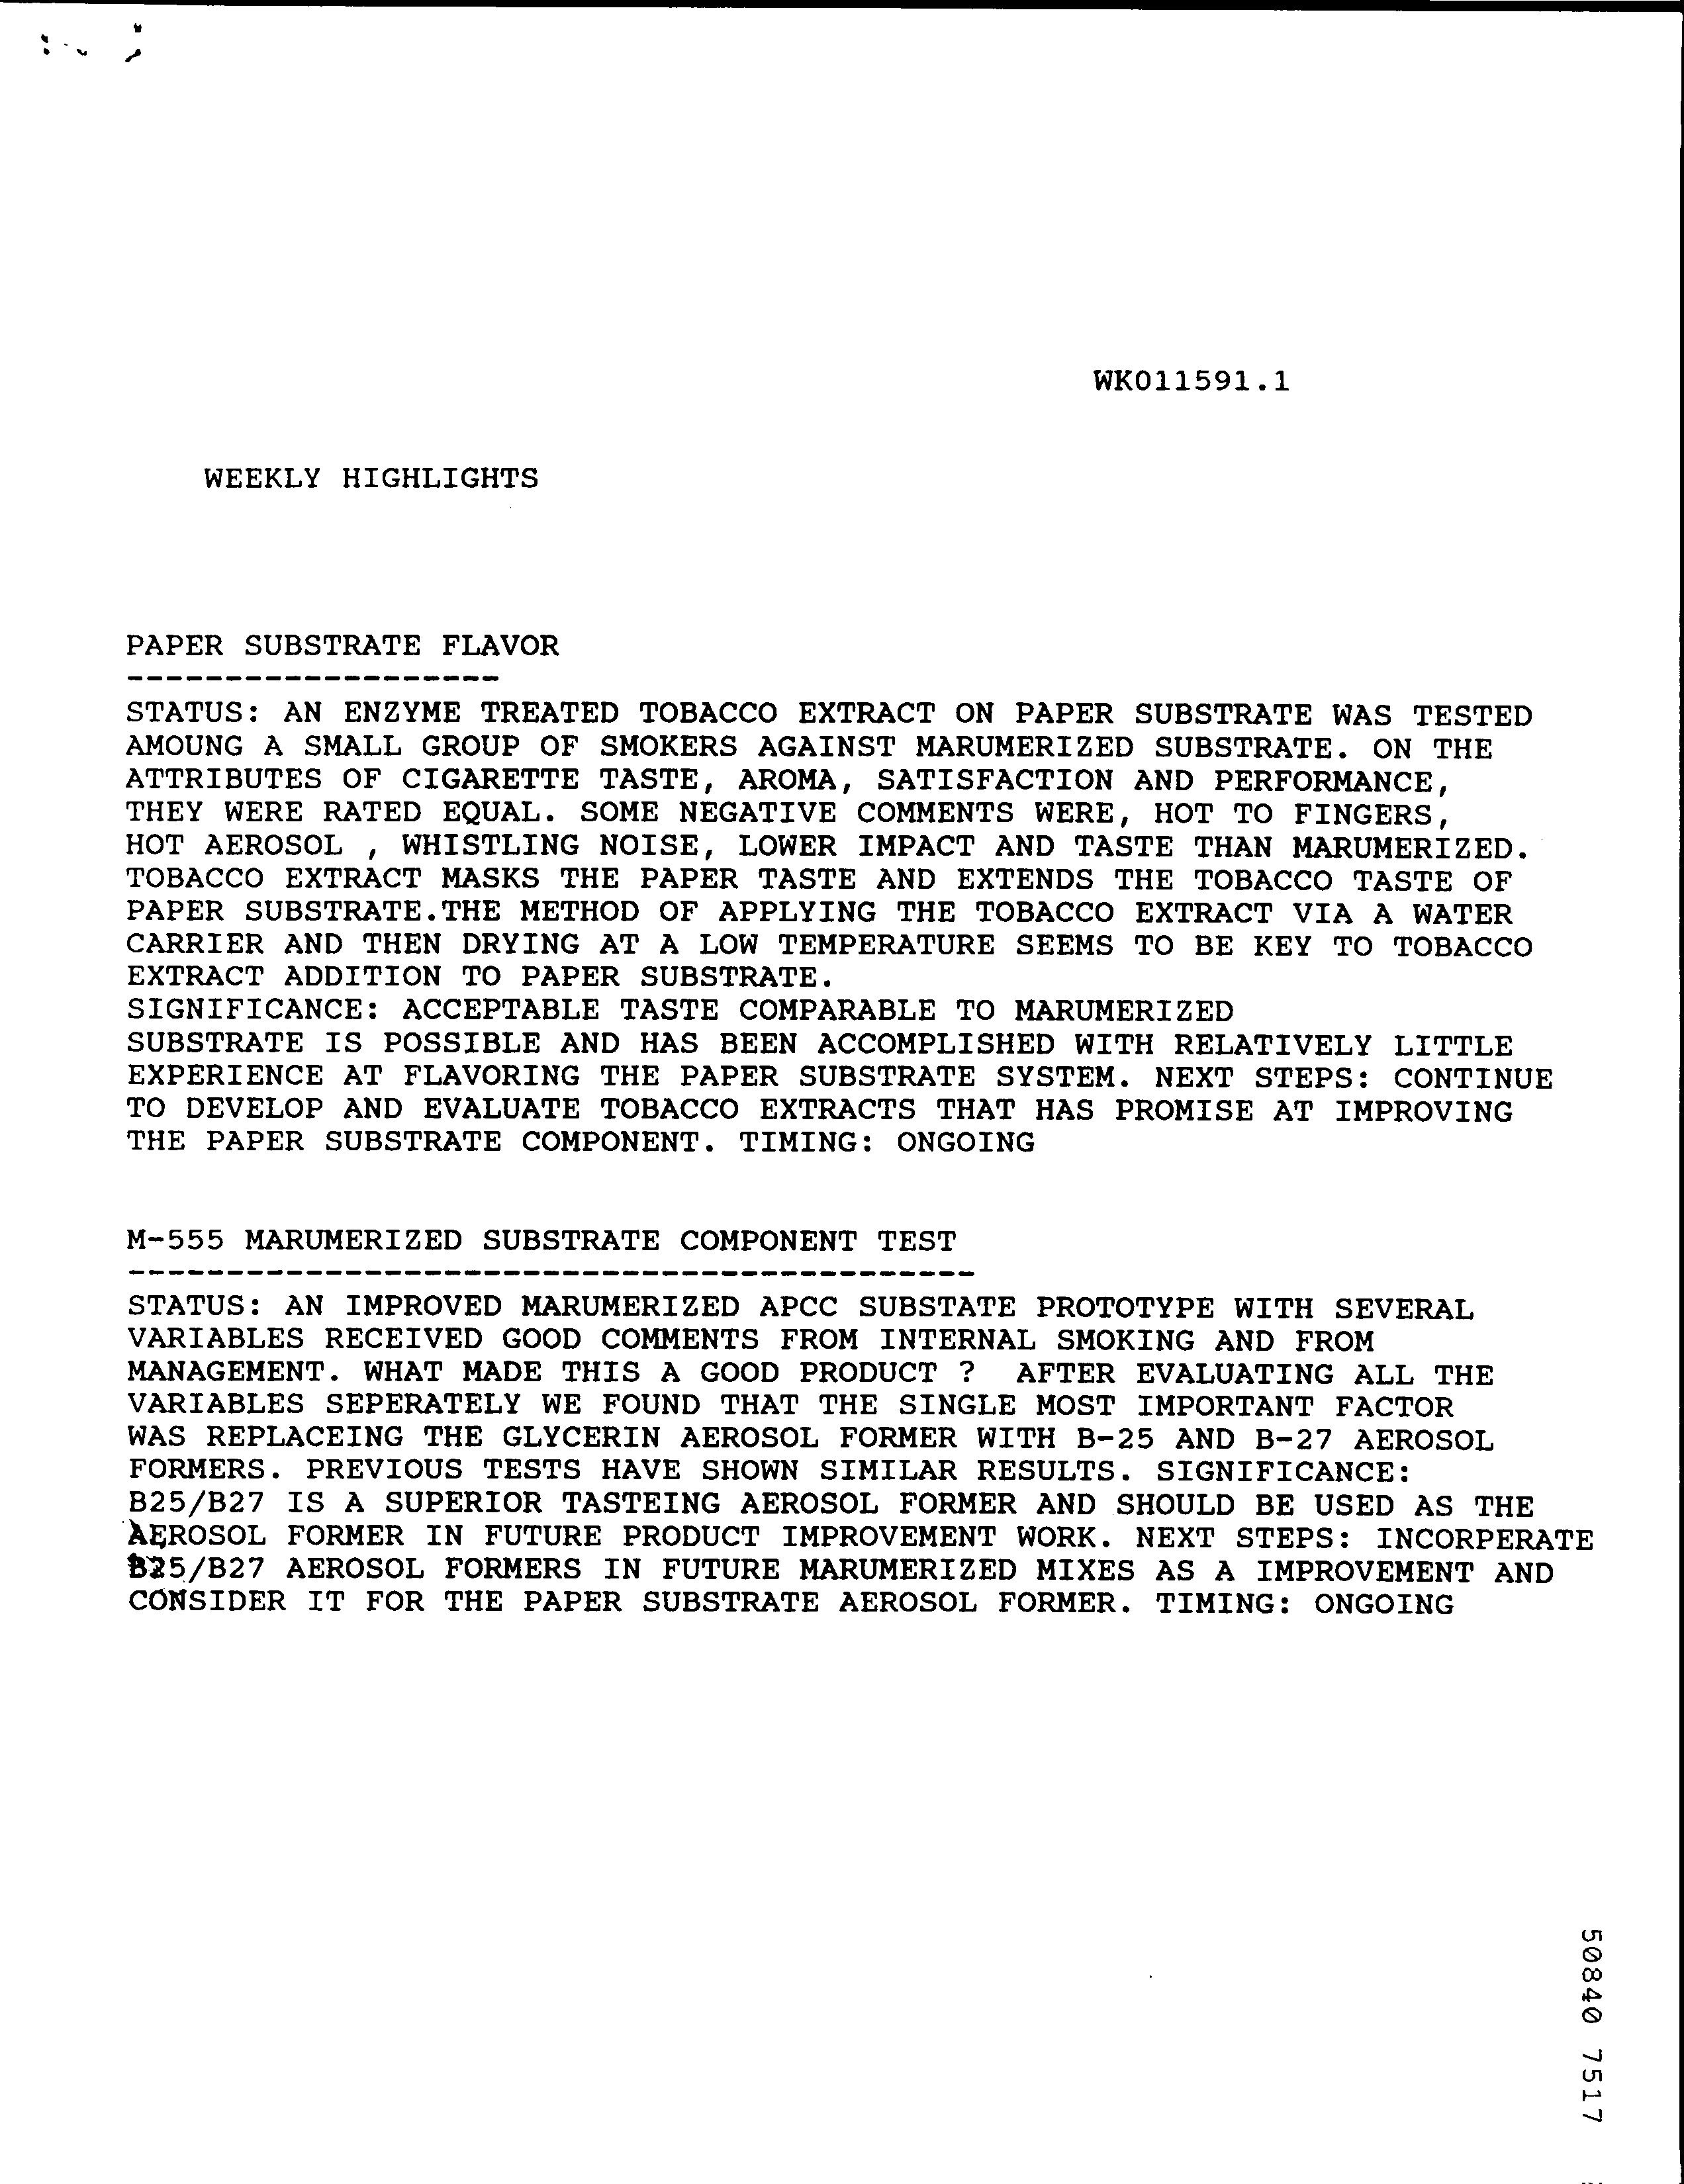 WK011591.1
WEEKLY HIGHLIGHTS
PAPER SUBSTRATE FLAVOR
-------------------
STATUS: AN ENZYME TREATED TOBACCO EXTRACT ON PAPER SUBSTRATE WAS TESTED
AMOUNG A SMALL GROUP OF SMOKERS AGAINST MARUMERIZED SUBSTRATE. ON THE
ATTRIBUTES OF CIGARETTE TASTE, AROMA, SATISFACTION AND PERFORMANCE,
THEY WERE RATED EQUAL. SOME NEGATIVE COMMENTS WERE, HOT TO FINGERS,
HOT AEROSOL , WHISTLING NOISE, LOWER IMPACT AND TASTE THAN MARUMERIZED.
TOBACCO EXTRACT MASKS THE PAPER TASTE AND EXTENDS THE TOBACCO TASTE OF
PAPER SUBSTRATE.THE METHOD OF APPLYING THE TOBACCO EXTRACT VIA A WATER
CARRIER AND THEN DRYING AT A LOW TEMPERATURE SEEMS TO BE KEY TO TOBACCO
EXTRACT ADDITION TO PAPER SUBSTRATE.
SIGNIFICANCE: ACCEPTABLE TASTE COMPARABLE TO MARUMERIZED
SUBSTRATE IS POSSIBLE AND HAS BEEN ACCOMPLISHED WITH RELATIVELY LITTLE
EXPERIENCE AT FLAVORING THE PAPER SUBSTRATE SYSTEM. NEXT STEPS: CONTINUE
TO DEVELOP AND EVALUATE TOBACCO EXTRACTS THAT HAS PROMISE AT IMPROVING
THE PAPER SUBSTRATE COMPONENT. TIMING: ONGOING
M-555 MARUMERIZED SUBSTRATE COMPONENT TEST
-------------------------------------------
STATUS: AN IMPROVED MARUMERIZED APCC SUBSTATE PROTOTYPE WITH SEVERAL
VARIABLES RECEIVED GOOD COMMENTS FROM INTERNAL SMOKING AND FROM
MANAGEMENT. WHAT MADE THIS A GOOD PRODUCT ?  AFTER EVALUATING ALL THE
VARIABLES SEPERATELY WE FOUND THAT THE SINGLE MOST IMPORTANT FACTOR
WAS REPLACEING THE GLYCERIN AEROSOL FORMER WITH B-25 AND B-27 AEROSOL
FORMERS. PREVIOUS TESTS HAVE SHOWN SIMILAR RESULTS. SIGNIFICANCE:
B25/B27 IS A SUPERIOR TASTEING AEROSOL FORMER AND SHOULD BE USED AS THE
AEROSOL FORMER IN FUTURE PRODUCT IMPROVEMENT WORK. NEXT STEPS: INCORPERATE
B25/B27 AEROSOL FORMERS IN FUTURE MARUMERIZED MIXES AS A IMPROVEMENT AND
CONSIDER IT FOR THE PAPER SUBSTRATE AEROSOL FORMER. TIMING: ONGOING
50840 7517